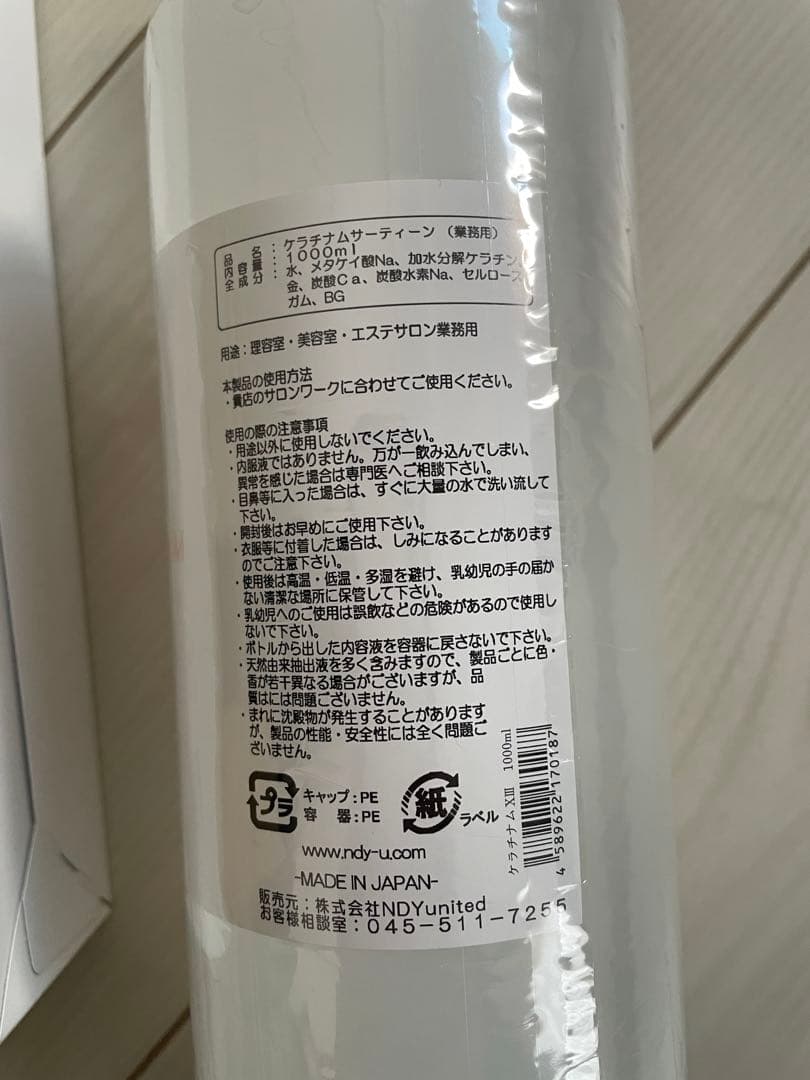 品名：ケラチナムサーティーン（業務用）
内容量：1000ml
全成分：水、メタケイ酸Na、加水分解ケラチン
金、炭酸Ca、炭酸水素Na、セルロース
ガム、BG
用途：理容室・美容室・エステサロン業務用
本製品の使用方法
・貴店のサロンワークに合わせてご使用ください。
使用の際の注意事項
・用途以外に使用しないでください。
・内服液ではありません。万が一飲み込んでしまい、
異常を感じた場合は専門医へご相談下さい。
・目鼻等に入った場合は、すぐに大量の水で洗い流して
下さい。
・開封後はお早めにご使用下さい。
・衣服等に付着した場合は、しみになることがあります
のでご注意下さい。
・使用後は高温・低温・多湿を避け、乳幼児の手の届か
ない清潔な場所に保管して下さい。
・乳幼児へのご使用は誤飲などの危険があるので使用し
ないで下さい。
・ボトルから出した内容液を容器に戻さないで下さい。
・天然由来抽出液を多く含みますので、製品ごとに色・
香が若干異なる場合がございますが、品
質はには問題ございません。
・まれに沈殿物が発生することがあります
が、製品の性能・安全性には全く問題ご
ざいません。
プラ
キャップ：PE
容器：PE
紙
ラベル
www.ndy-u.com
-MADE IN JAPAN-
販売元：株式会社NDYunited
お客様相談室：045-511-7255
ケラチナムXIII 1000ml
4 589622 170187